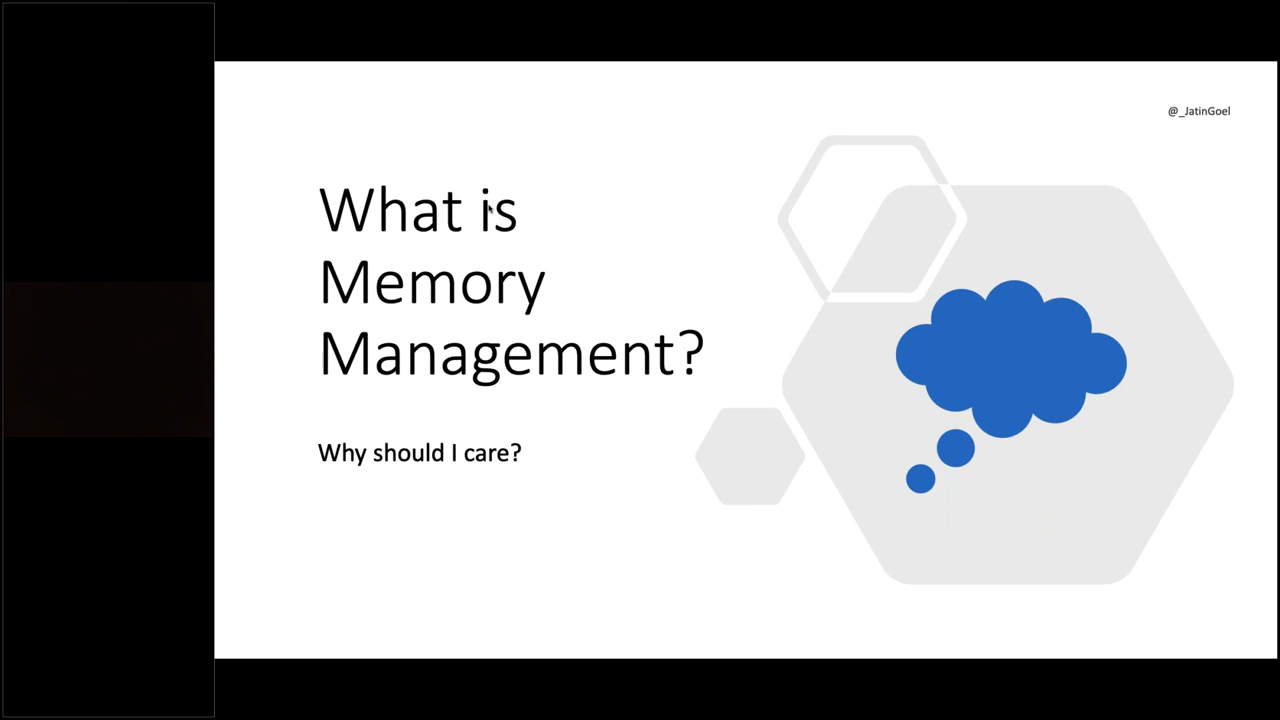 @_JatinGoel
What is
Memory
Management?
Why should I care?